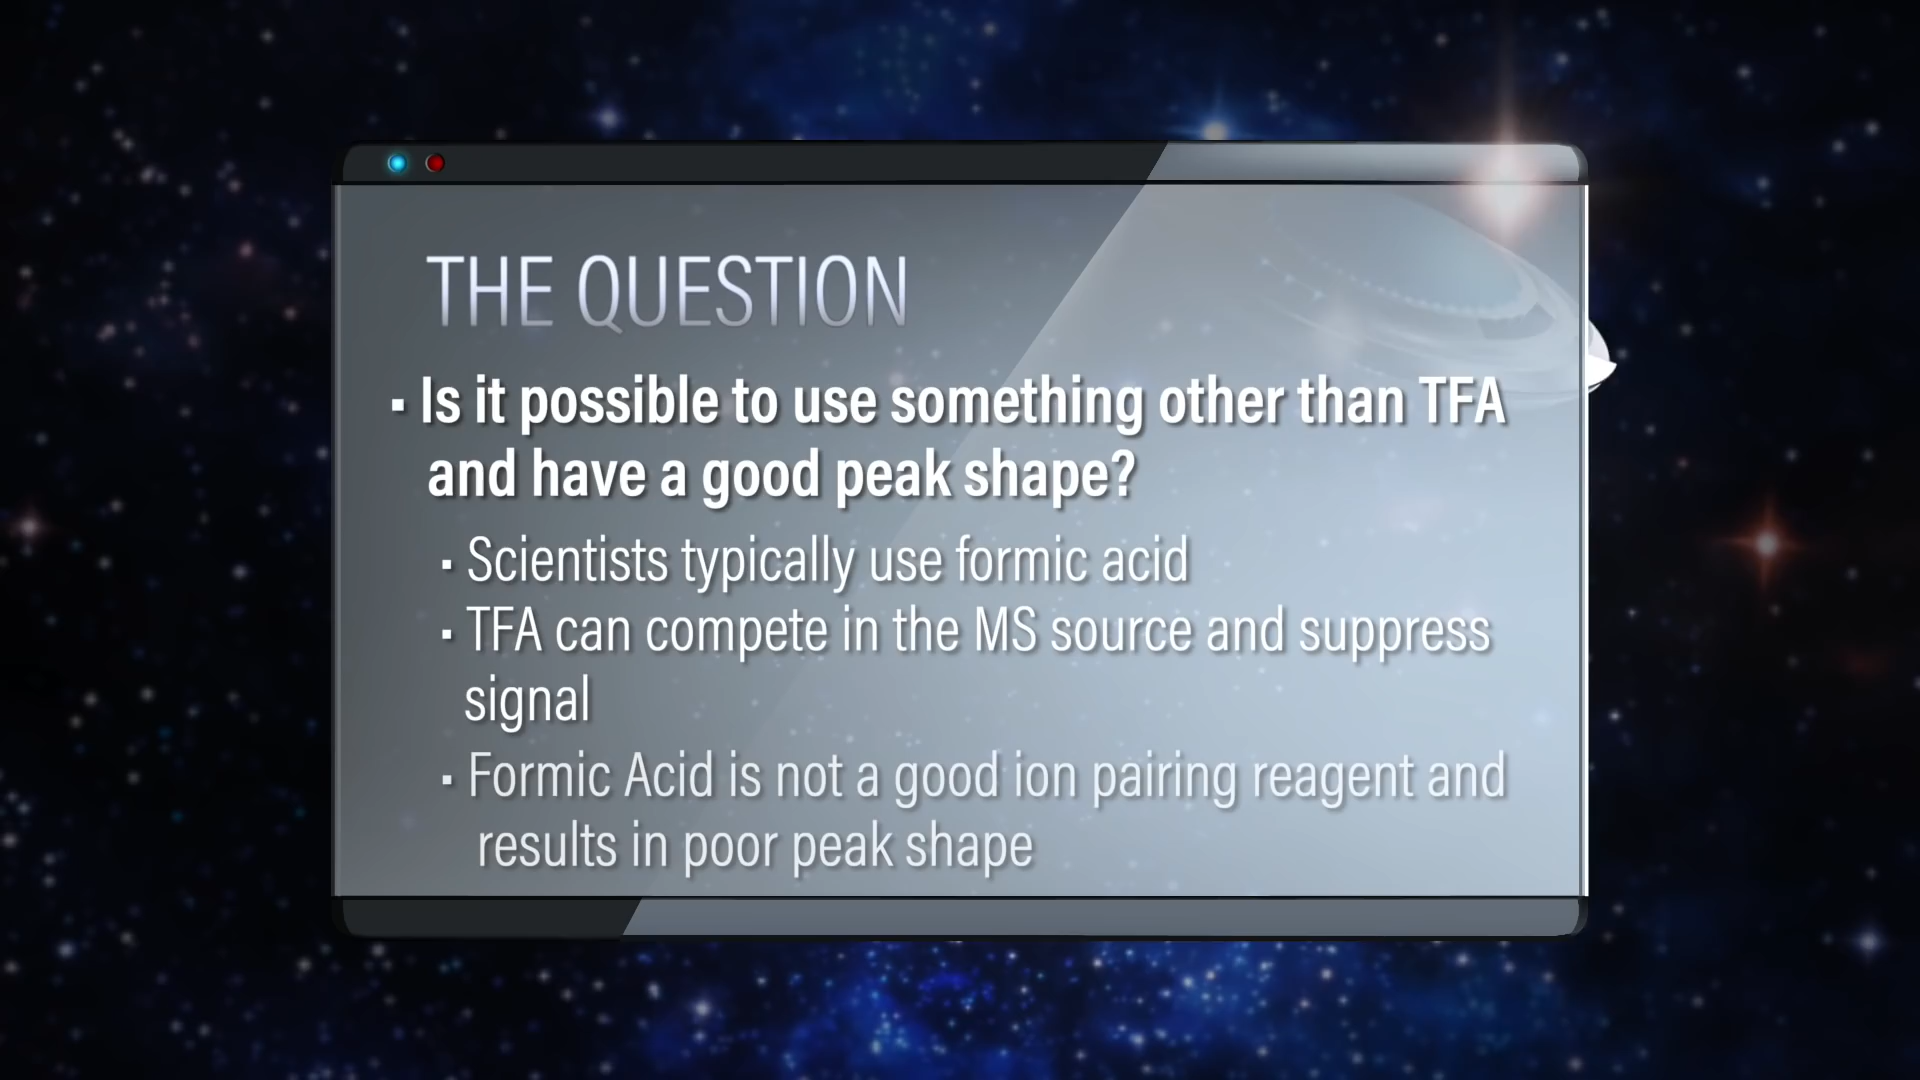 THE QUESTION
▪ Is it possible to use something other than TFA
and have a good peak shape?
▪ Scientists typically use formic acid
▪ TFA can compete in the MS source and suppress
signal
▪ Formic Acid is not a good ion pairing reagent and
results in poor peak shape